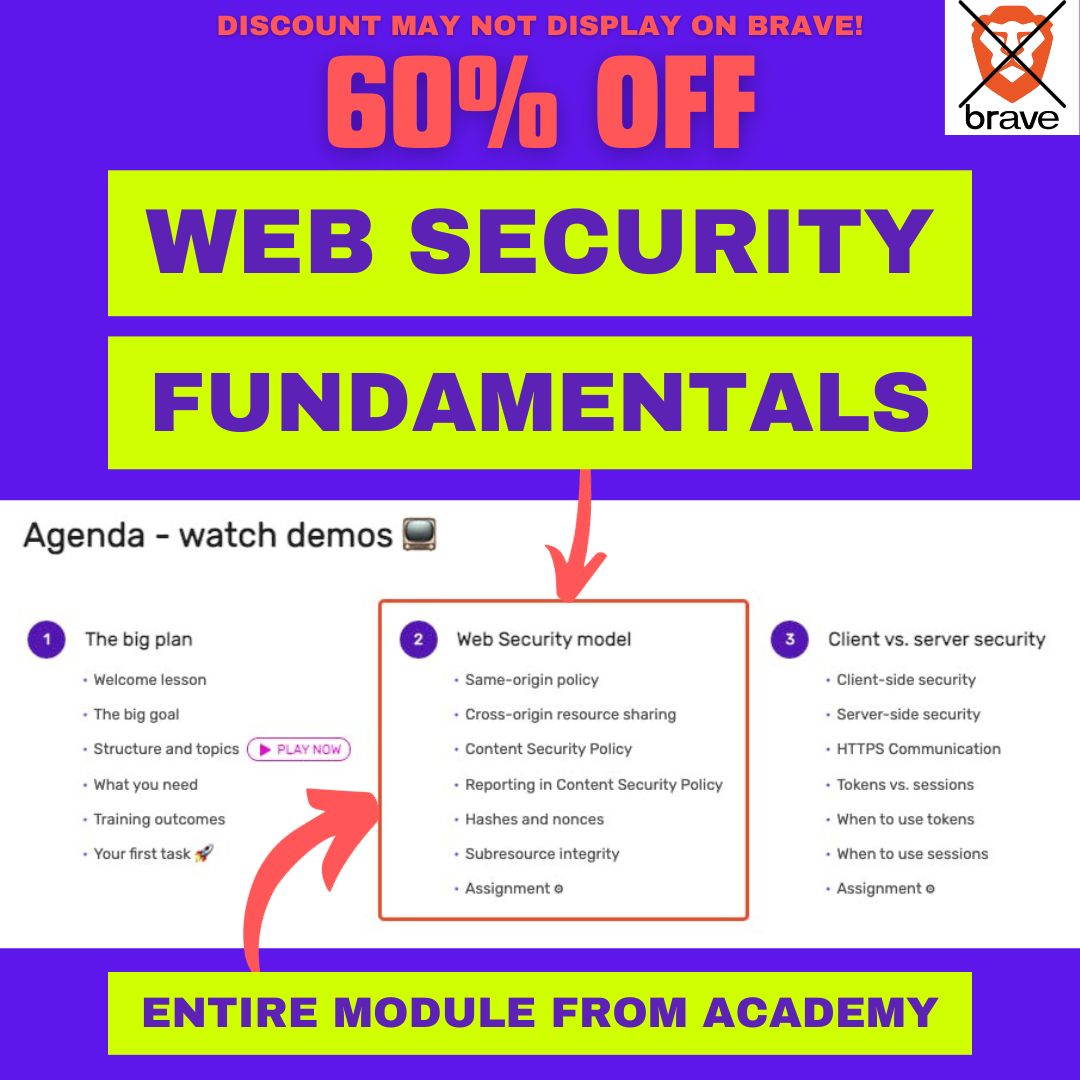 DISCOUNT MAY NOT DISPLAY ON BRAVE!
60% OFF
brave
WEB SECURITY
FUNDAMENTALS
Agenda - watch demos
1 The big plan
• Welcome lesson
• The big goal
• Structure and topics ▶ PLAY NOW
• What you need
• Training outcomes
• Your first task 🚀
2 Web Security model
• Same-origin policy
• Cross-origin resource sharing
• Content Security Policy
• Reporting in Content Security Policy
• Hashes and nonces
• Subresource integrity
• Assignment ⚙
3 Client vs. server security
• Client-side security
• Server-side security
• HTTPS Communication
• Tokens vs. sessions
• When to use tokens
• When to use sessions
• Assignment ⚙
ENTIRE MODULE FROM ACADEMY